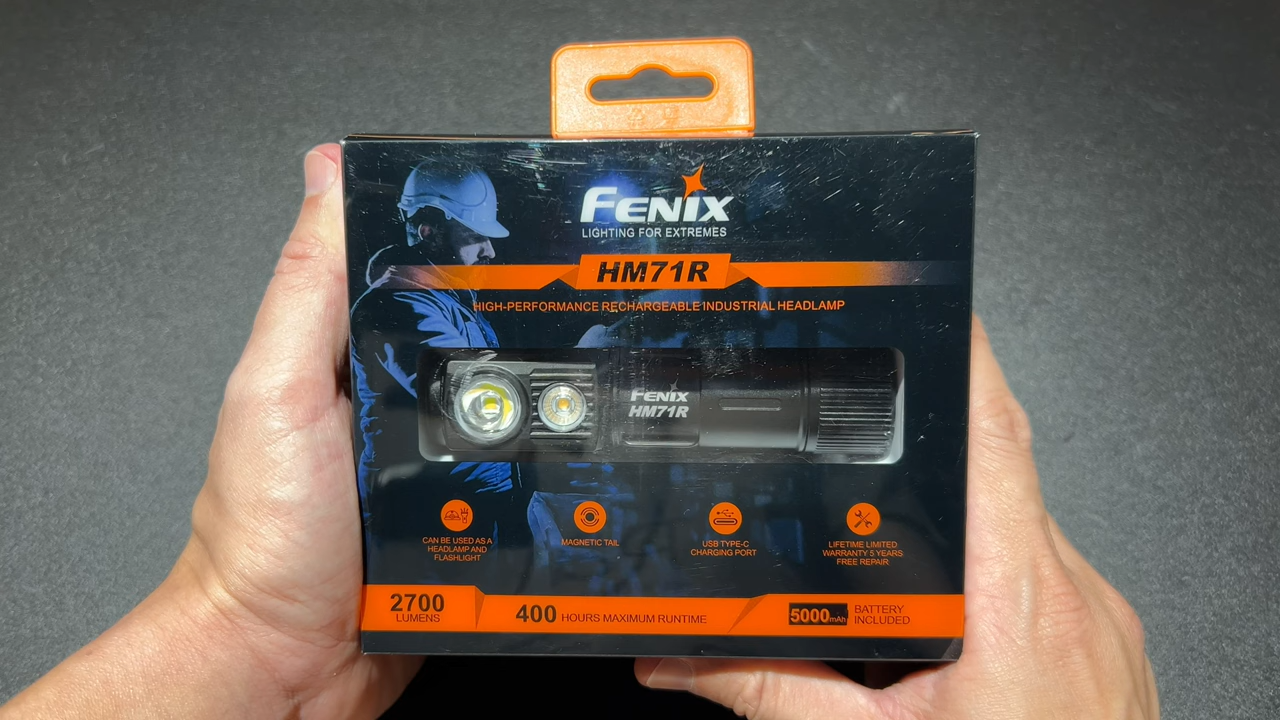 FENIX
LIGHTING FOR EXTREMES
HM71R
HIGH-PERFORMANCE RECHARGEABLE INDUSTRIAL HEADLAMP
FENIX
HM71R
CAN BE USED AS A
HEADLAMP AND
FLASHLIGHT
MAGNETIC TAIL
USB TYPE-C
CHARGING PORT
LIFETIME LIMITED
WARRANTY 5 YEARS
FREE REPAIR
2700
LUMENS
400 HOURS MAXIMUM RUNTIME
5000mAh
BATTERY
INCLUDED